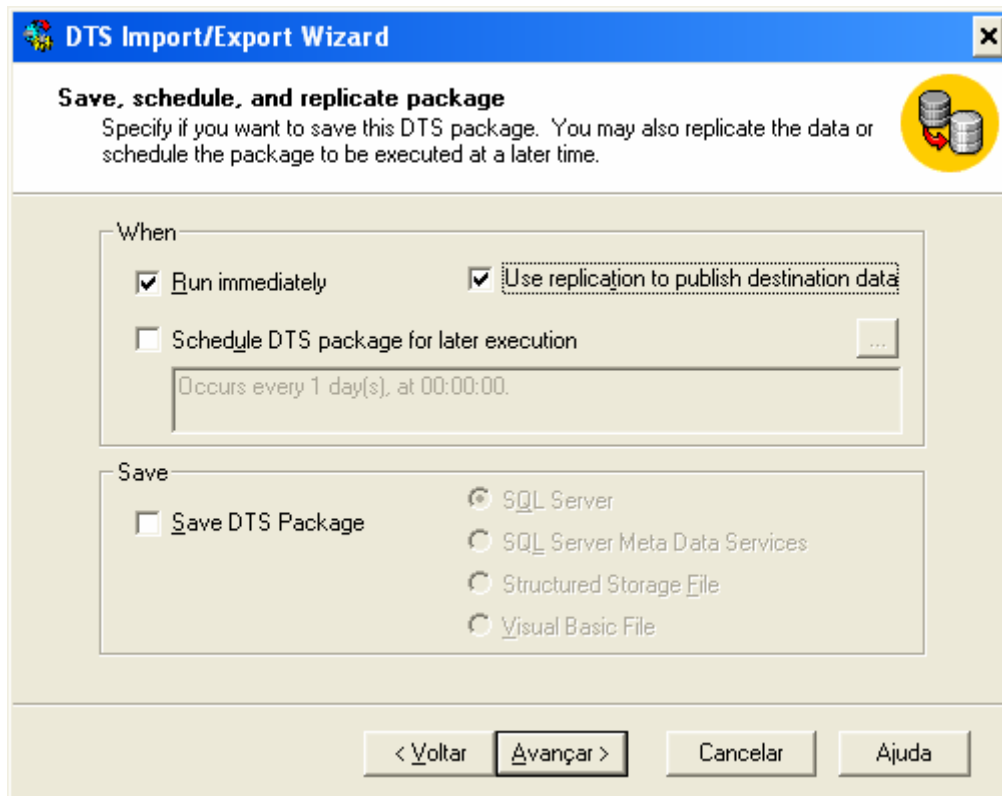 DTS Import/Export Wizard
Save, schedule, and replicate package
Specify if you want to save this DTS package. You may also replicate the data or
schedule the package to be executed at a later time.
When
Run immediately
Use replication to publish destination data
Schedule DTS package for later execution
...
Occurs every 1 day(s), at 00:00:00.
Save
Save DTS Package
SQL Server
SQL Server Meta Data Services
Structured Storage File
Visual Basic File
< Voltar
Avançar >
Cancelar
Ajuda